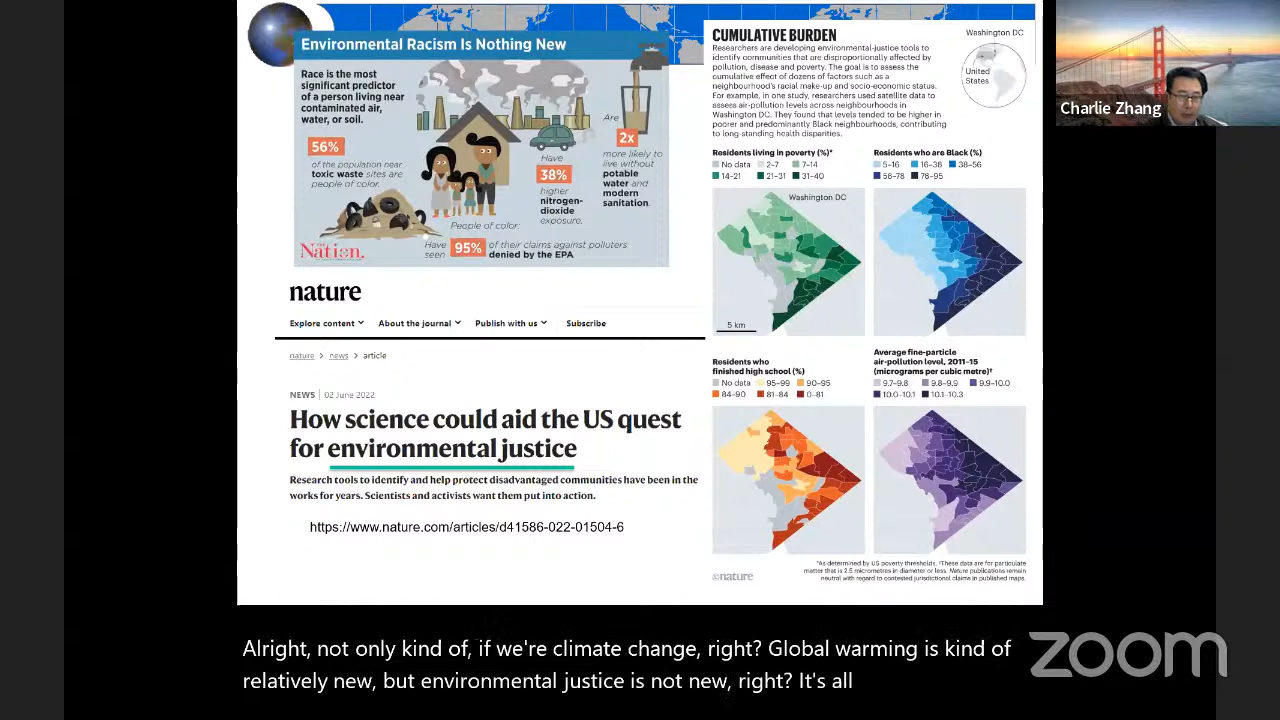 Environmental Racism Is Nothing New
Race is the most
significant predictor
of a person living near
contaminated air,
water, or soil.
56%
of the population near
toxic waste sites are
people of color.
People of color:
Have
38%
higher
nitrogen-
dioxide
exposure.
Are
2x
more likely to
live without
potable
water and
modern
sanitation.
Have
seen
95%
of their claims against polluters
denied by the EPA.
The Nation.
nature
Explore content
About the journal
Publish with us
Subscribe
nature > news > article
NEWS | 02 June 2022
How science could aid the US quest
for environmental justice
Research tools to identify and help protect disadvantaged communities have been in the
works for years. Scientists and activists want them put into action.
https://www.nature.com/articles/d41586-022-01504-6
CUMULATIVE BURDEN
Researchers are developing environmental-justice tools to
identify communities that are disproportionally affected by
pollution, disease and poverty. The goal is to assess the
cumulative effect of dozens of factors such as a
neighbourhood's racial make-up and socio-economic status.
For example, in one study, researchers used satellite data to
assess air-pollution levels across neighbourhoods in
Washington DC. They found that levels tended to be higher in
poorer and predominantly Black neighbourhoods, contributing
to long-standing health disparities.
Washington DC
United
States
Residents living in poverty (%)*
No data 2-7 7-14
14-21 21-31 31-40
Washington DC
5 km
Residents who are Black (%)
5-16 16-38 38-56
56-78 78-95
Residents who
finished high school (%)
No data 95-99 90-95
84-90 81-84 0-81
Average fine-particle
air-pollution level, 2011-15
(micrograms per cubic metre)†
9.7-9.8 9.8-9.9 9.9-10.0
10.0-10.1 10.1-10.3
*As determined by US poverty thresholds. †These data are for particulate
matter that is 2.5 micrometres in diameter or less. Nature publications remain
neutral with regard to contested jurisdictional claims in published maps.
©nature
Charlie Zhang
Alright, not only kind of, if we're climate change, right? Global warming is kind of
relatively new, but environmental justice is not new, right? It's all
zoom